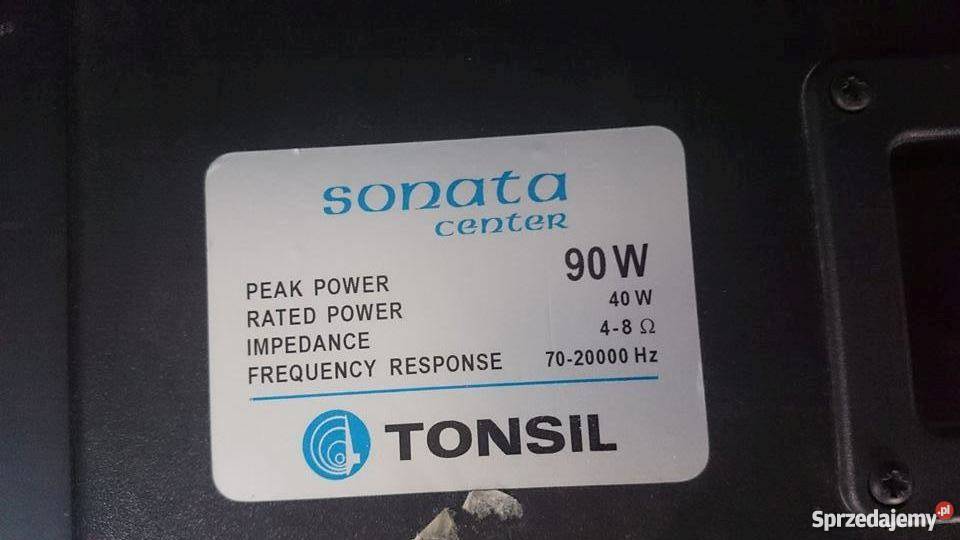 sonata
center
PEAK POWER 90 W
RATED POWER 40 W
IMPEDANCE 4-8 Ω
FREQUENCY RESPONSE 70-20000 Hz
TONSIL
Sprzedajemy.pl